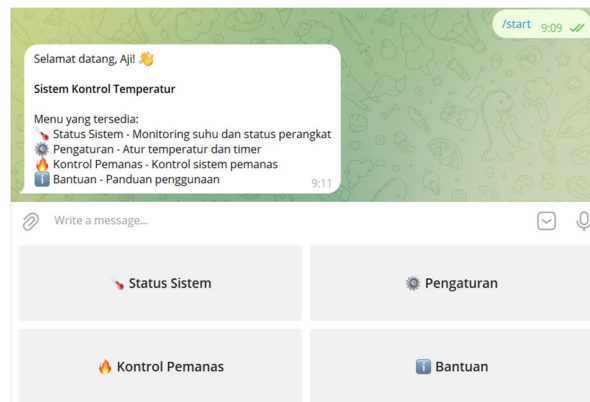 /start 9:09
Selamat datang, Aji! 👋
Sistem Kontrol Temperatur
Menu yang tersedia:
🌡️ Status Sistem - Monitoring suhu dan status perangkat
⚙️ Pengaturan - Atur temperatur dan timer
🔥 Kontrol Pemanas - Kontrol sistem pemanas
ℹ️ Bantuan - Panduan penggunaan
9:11
Write a message...
🌡️ Status Sistem
⚙️ Pengaturan
🔥 Kontrol Pemanas
ℹ️ Bantuan